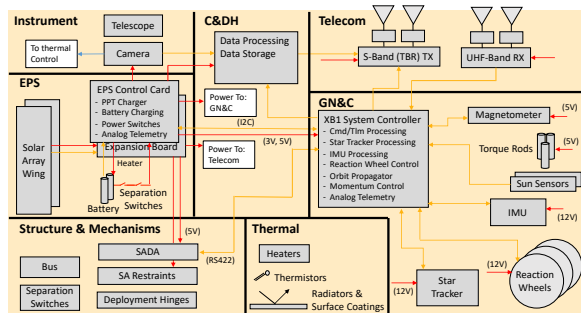 Instrument
Telescope
Camera
To thermal
Control
C&DH
Data Processing
Data Storage
Telecom
S-Band (TBR) TX
UHF-Band RX
EPS
EPS Control Card
- PPT Charger
- Battery Charging
- Power Switches
- Analog Telemetry
Expansion Board
Solar
Array
Wing
Heater
Battery
Separation
Switches
Power To:
GN&C
(I2C)
(3V, 5V)
Power To:
Telecom
(5V)
(RS422)
GN&C
XB1 System Controller
- Cmd/Tlm Processing
- Star Tracker Processing
- IMU Processing
- Reaction Wheel Control
- Orbit Propagator
- Momentum Control
- Analog Telemetry
Magnetometer
(5V)
Torque Rods
(5V)
Sun Sensors
IMU
(12V)
(12V)
Star
Tracker
(12V)
Reaction
Wheels
Structure & Mechanisms
Bus
Separation
Switches
SADA
SA Restraints
Deployment Hinges
Thermal
Heaters
Thermistors
Radiators &
Surface Coatings